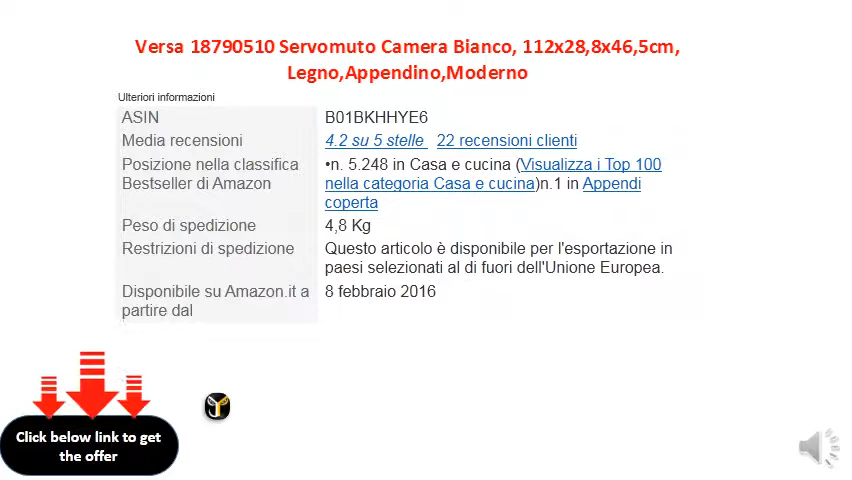 Versa 18790510 Servomuto Camera Bianco, 112x28,8x46,5cm,
Legno,Appendino,Moderno
Ulteriori informazioni
ASIN B01BKHHYE6
Media recensioni 4.2 su 5 stelle 22 recensioni clienti
Posizione nella classifica •n. 5.248 in Casa e cucina (Visualizza i Top 100
Bestseller di Amazon nella categoria Casa e cucina)n.1 in Appendi
coperta
Peso di spedizione 4,8 Kg
Restrizioni di spedizione Questo articolo è disponibile per l'esportazione in
paesi selezionati al di fuori dell'Unione Europea.
Disponibile su Amazon.it a 8 febbraio 2016
partire dal
Click below link to get
the offer